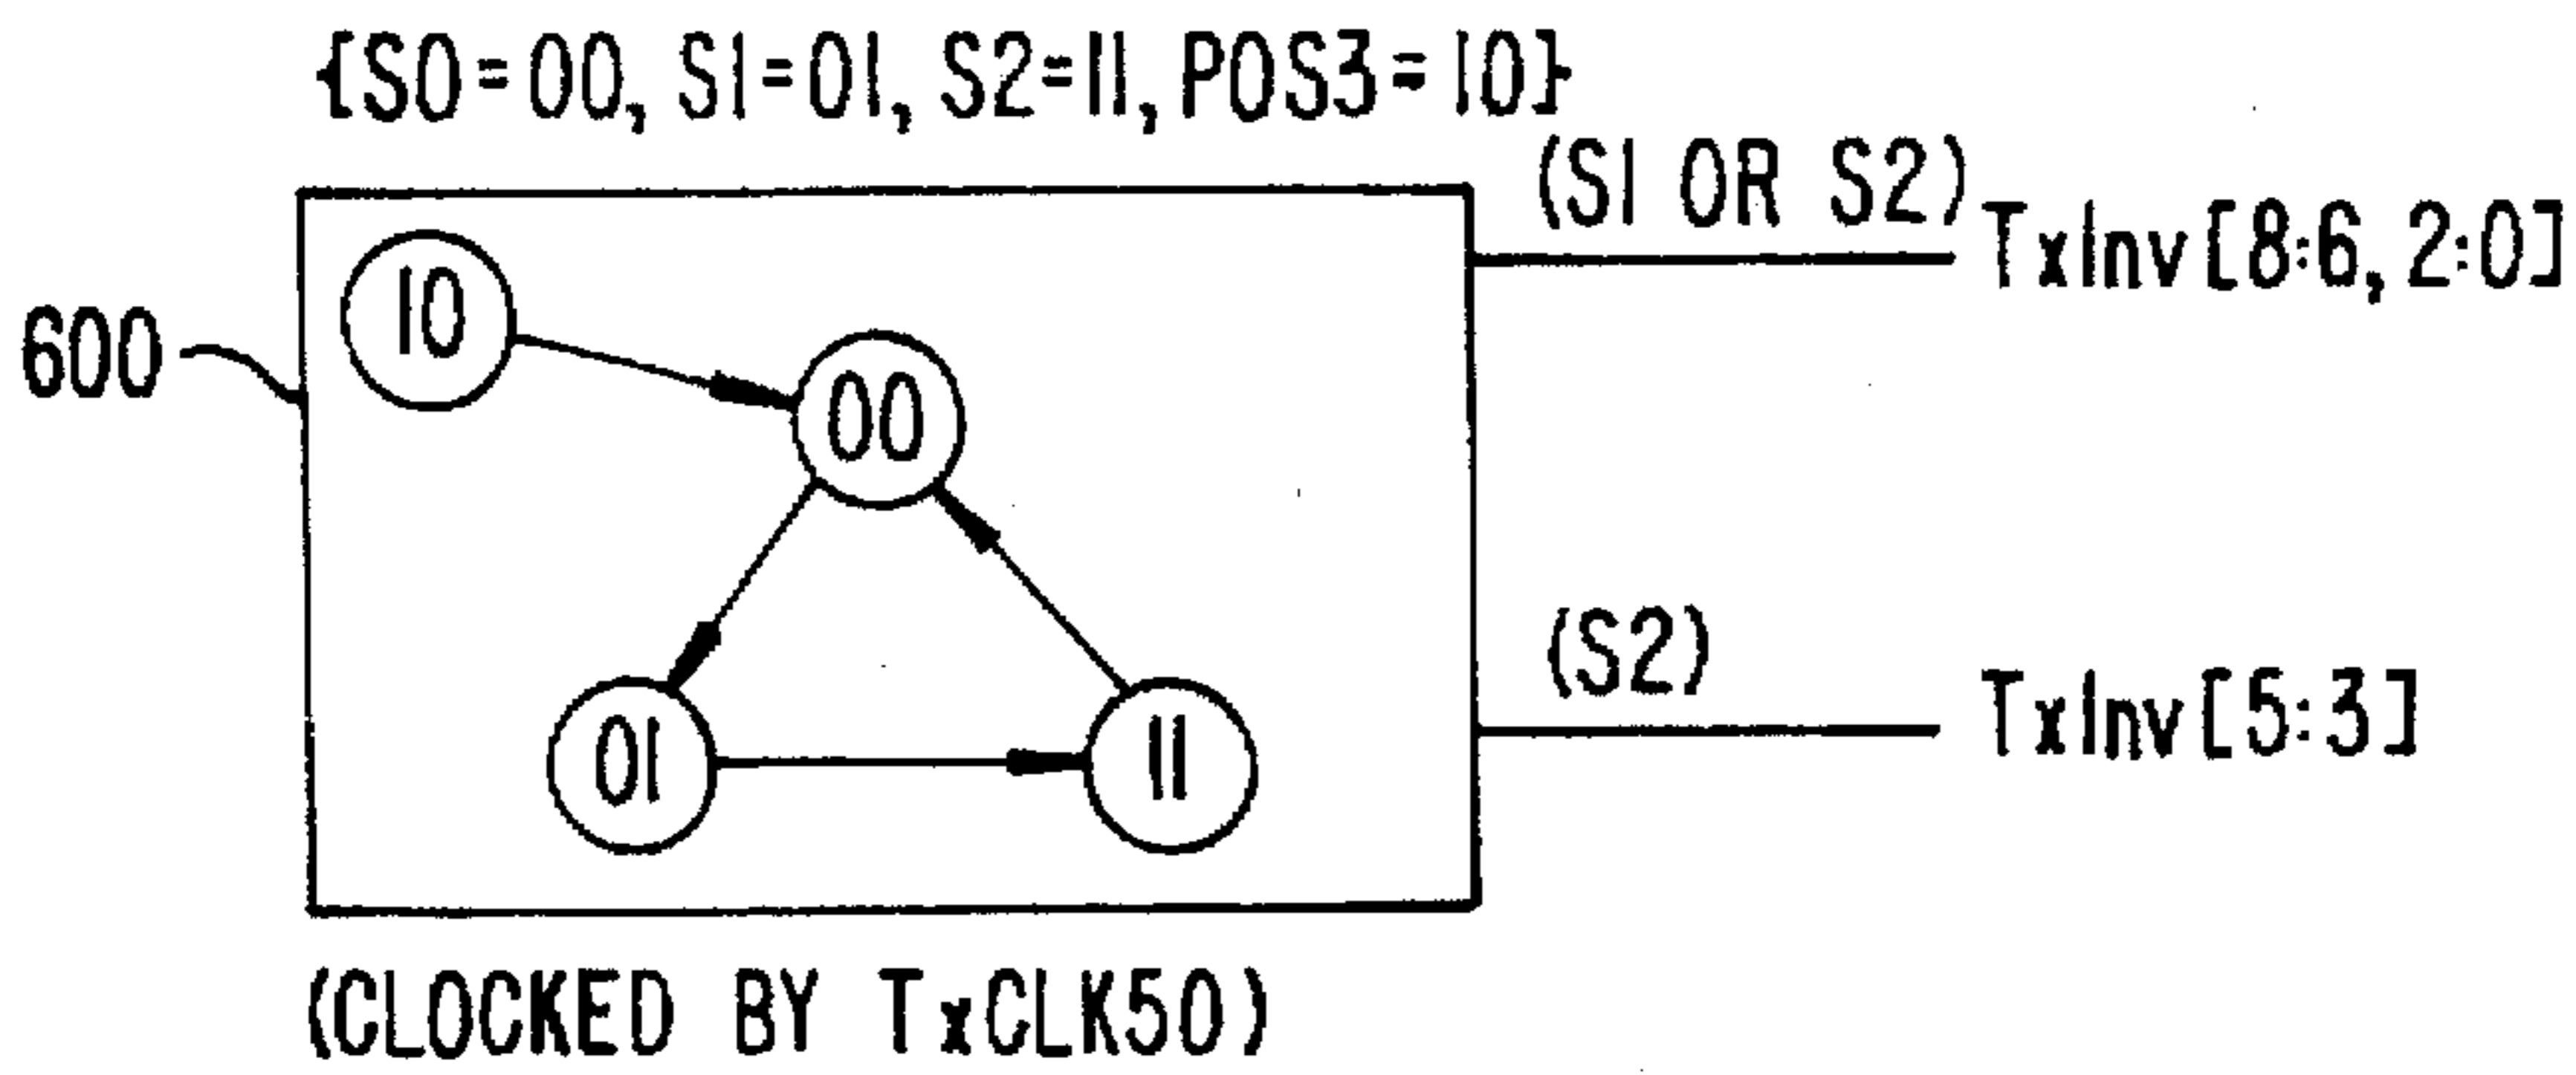 {S0=00, S1=01, S2=11, POS3=10}
(S1 OR S2)
TxInv[8:6, 2:0]
10
600
00
(S2)
TxInv[5:3]
01
11
(CLOCKED BY TxCLK50)